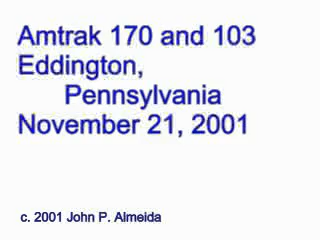 Amtrak 170 and 103
Eddington,
Pennsylvania
November 21, 2001
c. 2001 John P. Almeida